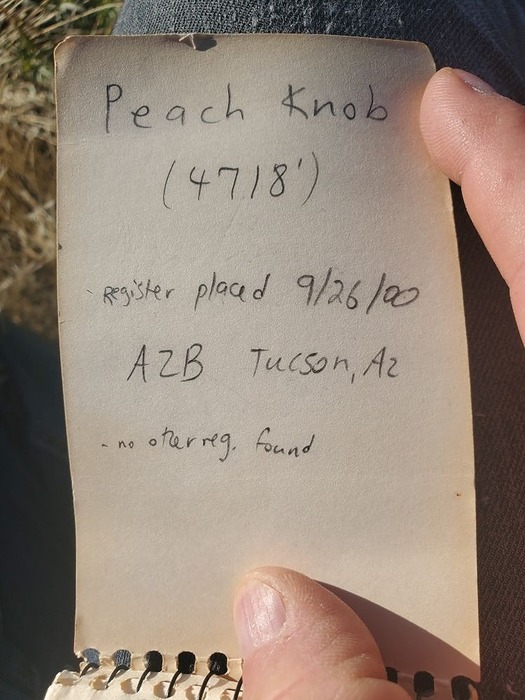 Peach Knob
(4718')
- Register placed 9/26/00
AZB Tucson, Az
- no other reg. found